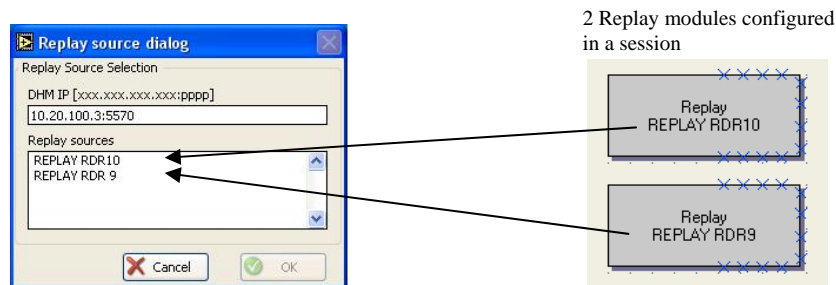 2 Replay modules configured
in a session
Replay source dialog
Replay Source Selection
DHM IP [xxx.xxx.xxx.xxx:pppp]
10.20.100.3:5570
Replay sources
REPLAY RDR10
REPLAY RDR 9
Cancel
OK
Replay
REPLAY RDR10
Replay
REPLAY RDR9